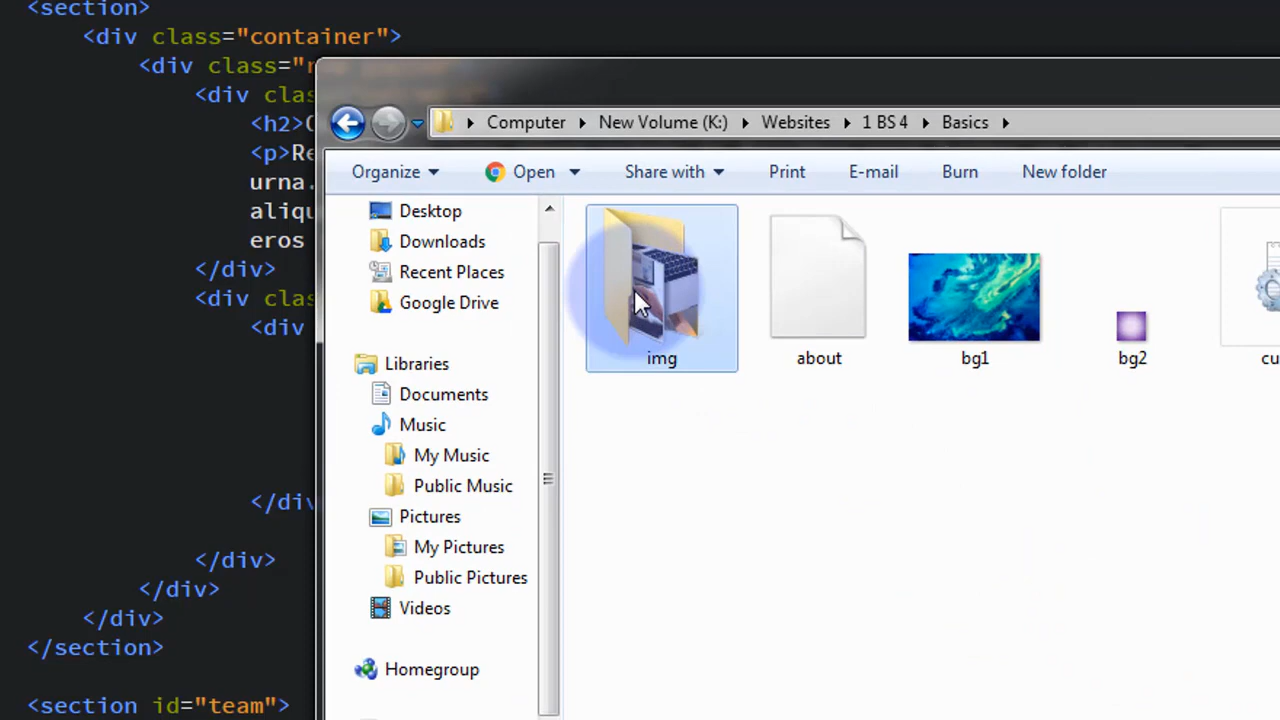 <section>
<div class="container">
<div class="r
<div clas
<h2>C
<p>Re
urna.
aliqu
eros
</div>
<div clas
<div
</div
</div>
</div>
</div>
</section>
<section id="team">
Computer New Volume (K:) Websites 1 BS 4 Basics
Organize Open Share with Print E-mail Burn New folder
Desktop
Downloads
Recent Places
Google Drive
Libraries
Documents
Music
My Music
Public Music
Pictures
My Pictures
Public Pictures
Videos
Homegroup
img about bg1 bg2 cu